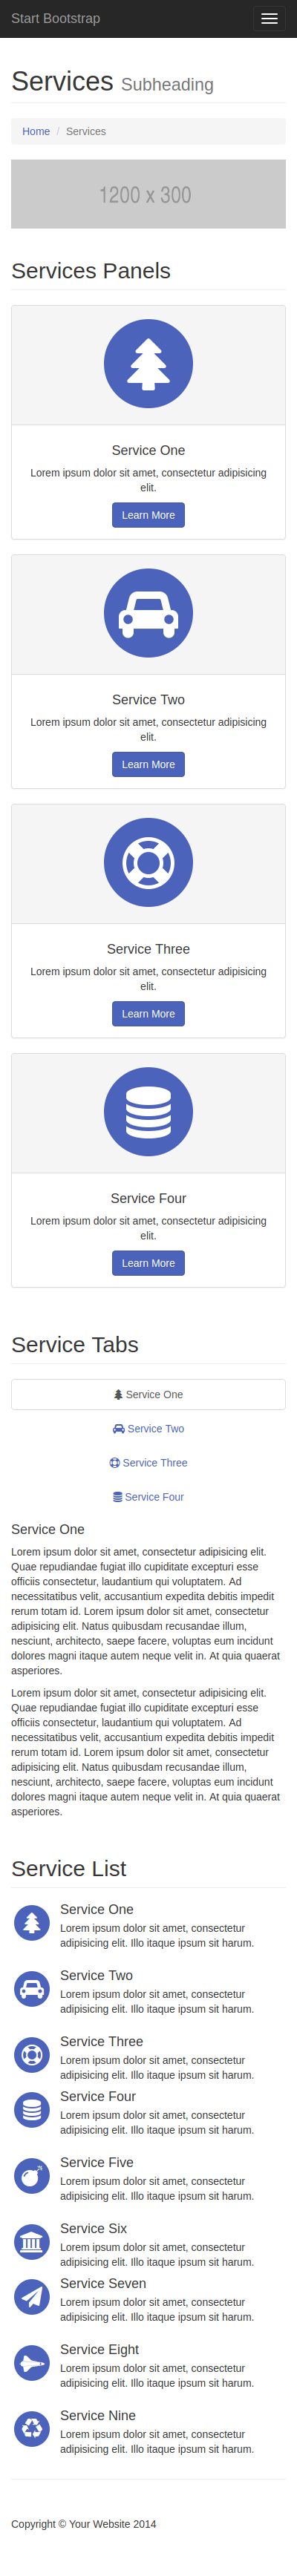 Start Bootstrap
Services Subheading
Home / Services
1200 x 300
Services Panels
Service One
Lorem ipsum dolor sit amet, consectetur adipisicing
elit.
Learn More
Service Two
Lorem ipsum dolor sit amet, consectetur adipisicing
elit.
Learn More
Service Three
Lorem ipsum dolor sit amet, consectetur adipisicing
elit.
Learn More
Service Four
Lorem ipsum dolor sit amet, consectetur adipisicing
elit.
Learn More
Service Tabs
Service One
Service Two
Service Three
Service Four
Service One
Lorem ipsum dolor sit amet, consectetur adipisicing elit.
Quae repudiandae fugiat illo cupiditate excepturi esse
officiis consectetur, laudantium qui voluptatem. Ad
necessitatibus velit, accusantium expedita debitis impedit
rerum totam id. Lorem ipsum dolor sit amet, consectetur
adipisicing elit. Natus quibusdam recusandae illum,
nesciunt, architecto, saepe facere, voluptas eum incidunt
dolores magni itaque autem neque velit in. At quia quaerat
asperiores.
Lorem ipsum dolor sit amet, consectetur adipisicing elit.
Quae repudiandae fugiat illo cupiditate excepturi esse
officiis consectetur, laudantium qui voluptatem. Ad
necessitatibus velit, accusantium expedita debitis impedit
rerum totam id. Lorem ipsum dolor sit amet, consectetur
adipisicing elit. Natus quibusdam recusandae illum,
nesciunt, architecto, saepe facere, voluptas eum incidunt
dolores magni itaque autem neque velit in. At quia quaerat
asperiores.
Service List
Service One
Lorem ipsum dolor sit amet, consectetur
adipisicing elit. Illo itaque ipsum sit harum.
Service Two
Lorem ipsum dolor sit amet, consectetur
adipisicing elit. Illo itaque ipsum sit harum.
Service Three
Lorem ipsum dolor sit amet, consectetur
adipisicing elit. Illo itaque ipsum sit harum.
Service Four
Lorem ipsum dolor sit amet, consectetur
adipisicing elit. Illo itaque ipsum sit harum.
Service Five
Lorem ipsum dolor sit amet, consectetur
adipisicing elit. Illo itaque ipsum sit harum.
Service Six
Lorem ipsum dolor sit amet, consectetur
adipisicing elit. Illo itaque ipsum sit harum.
Service Seven
Lorem ipsum dolor sit amet, consectetur
adipisicing elit. Illo itaque ipsum sit harum.
Service Eight
Lorem ipsum dolor sit amet, consectetur
adipisicing elit. Illo itaque ipsum sit harum.
Service Nine
Lorem ipsum dolor sit amet, consectetur
adipisicing elit. Illo itaque ipsum sit harum.
Copyright © Your Website 2014